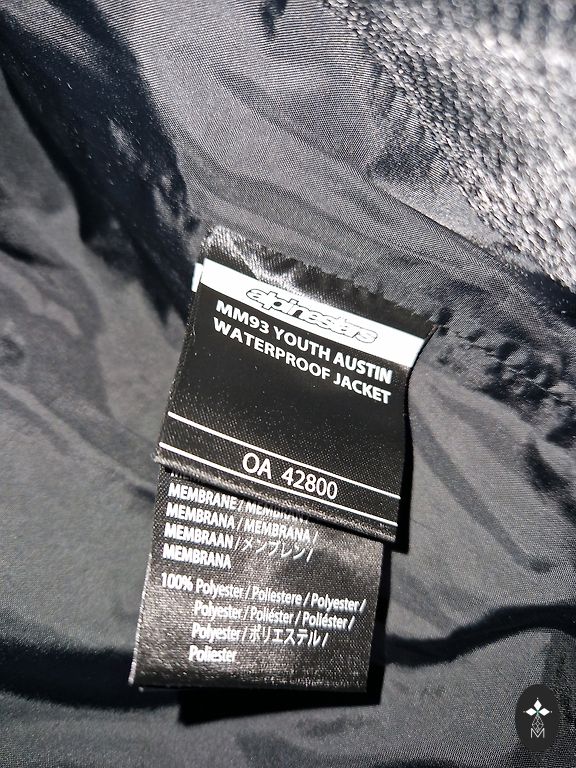 alpinestars
MM93 YOUTH AUSTIN
WATERPROOF JACKET
OA 42800
MEMBRANE / MEMBRANE /
MEMBRANA / MEMBRANA /
MEMBRAAN / メンブレン /
MEMBRANA
100% Polyester / Poliestere / Polyester /
Polyester / Poliéster / Poliéster /
Polyester / ポリエステル /
Poliester
M